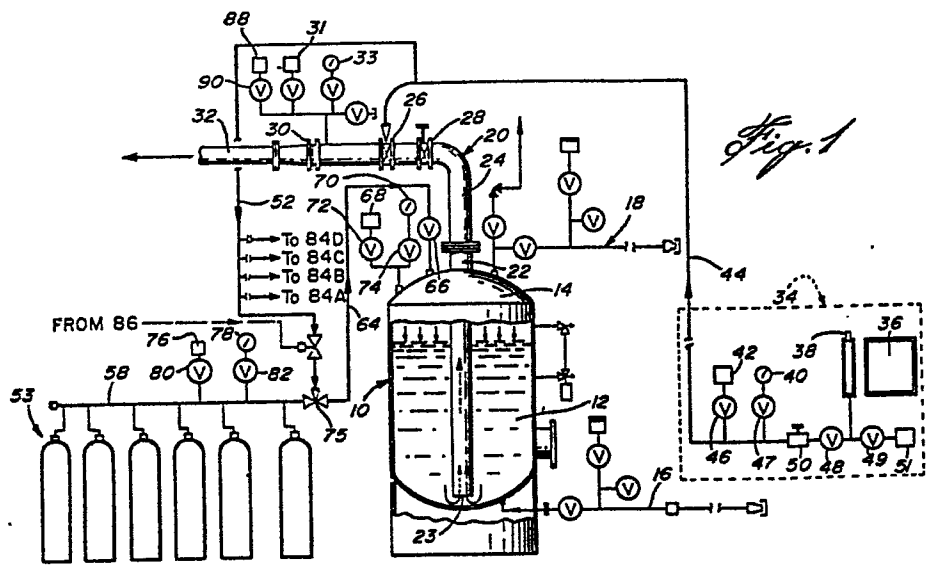 88 31 33
90 26 28
32 30 20
24
70
52 68
72
18
Fig. 1
To 84D
To 84C
To 84B
To 84A
74 66 22
14
44
34
FROM 86
64
76 78
42 38 36
40
80 82
58
53
75
10 12
46 47 50 48 49 51
16
23
V V V V V V V V V V V V V V V V V V V V V